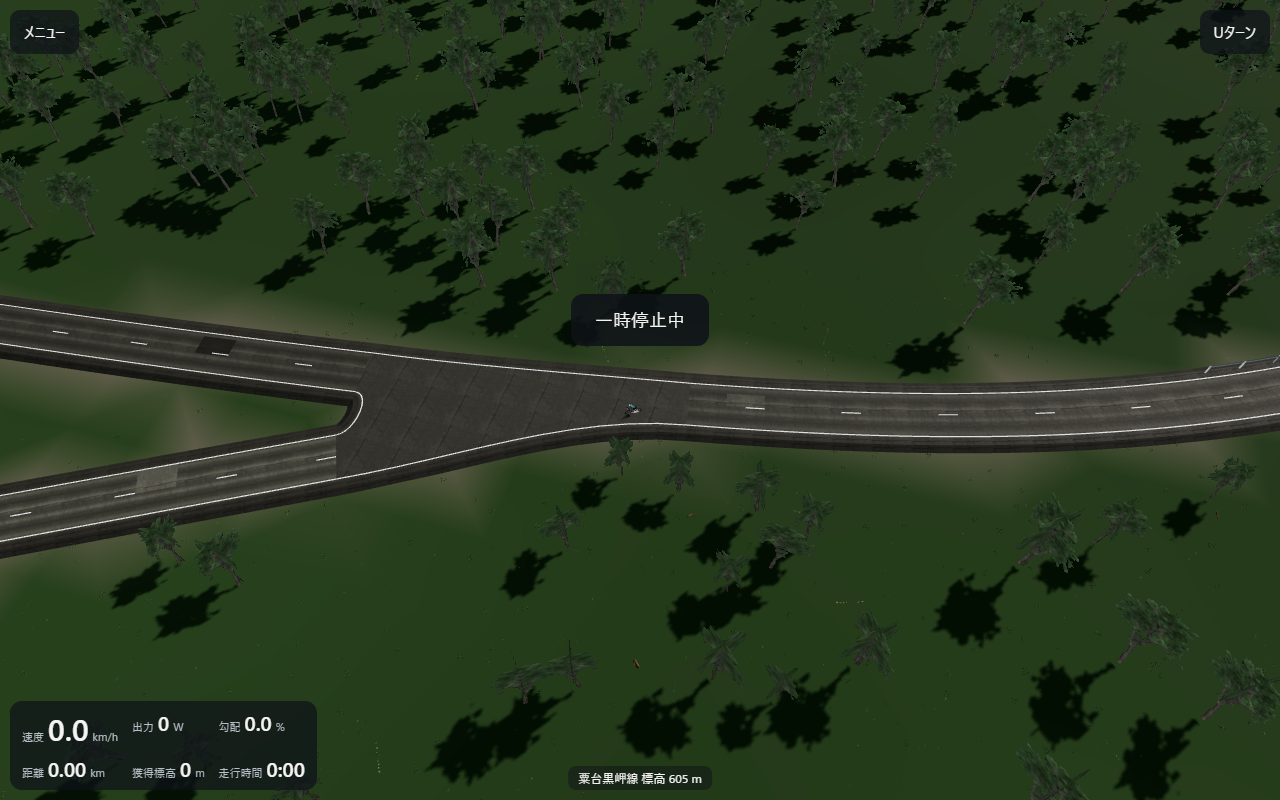 メニュー
Uターン
一時停止中
速度 0.0 km/h 出力 0 W 勾配 0.0 %
距離 0.00 km 獲得標高 0 m 走行時間 0:00
粟台黒岬線 標高 605 m